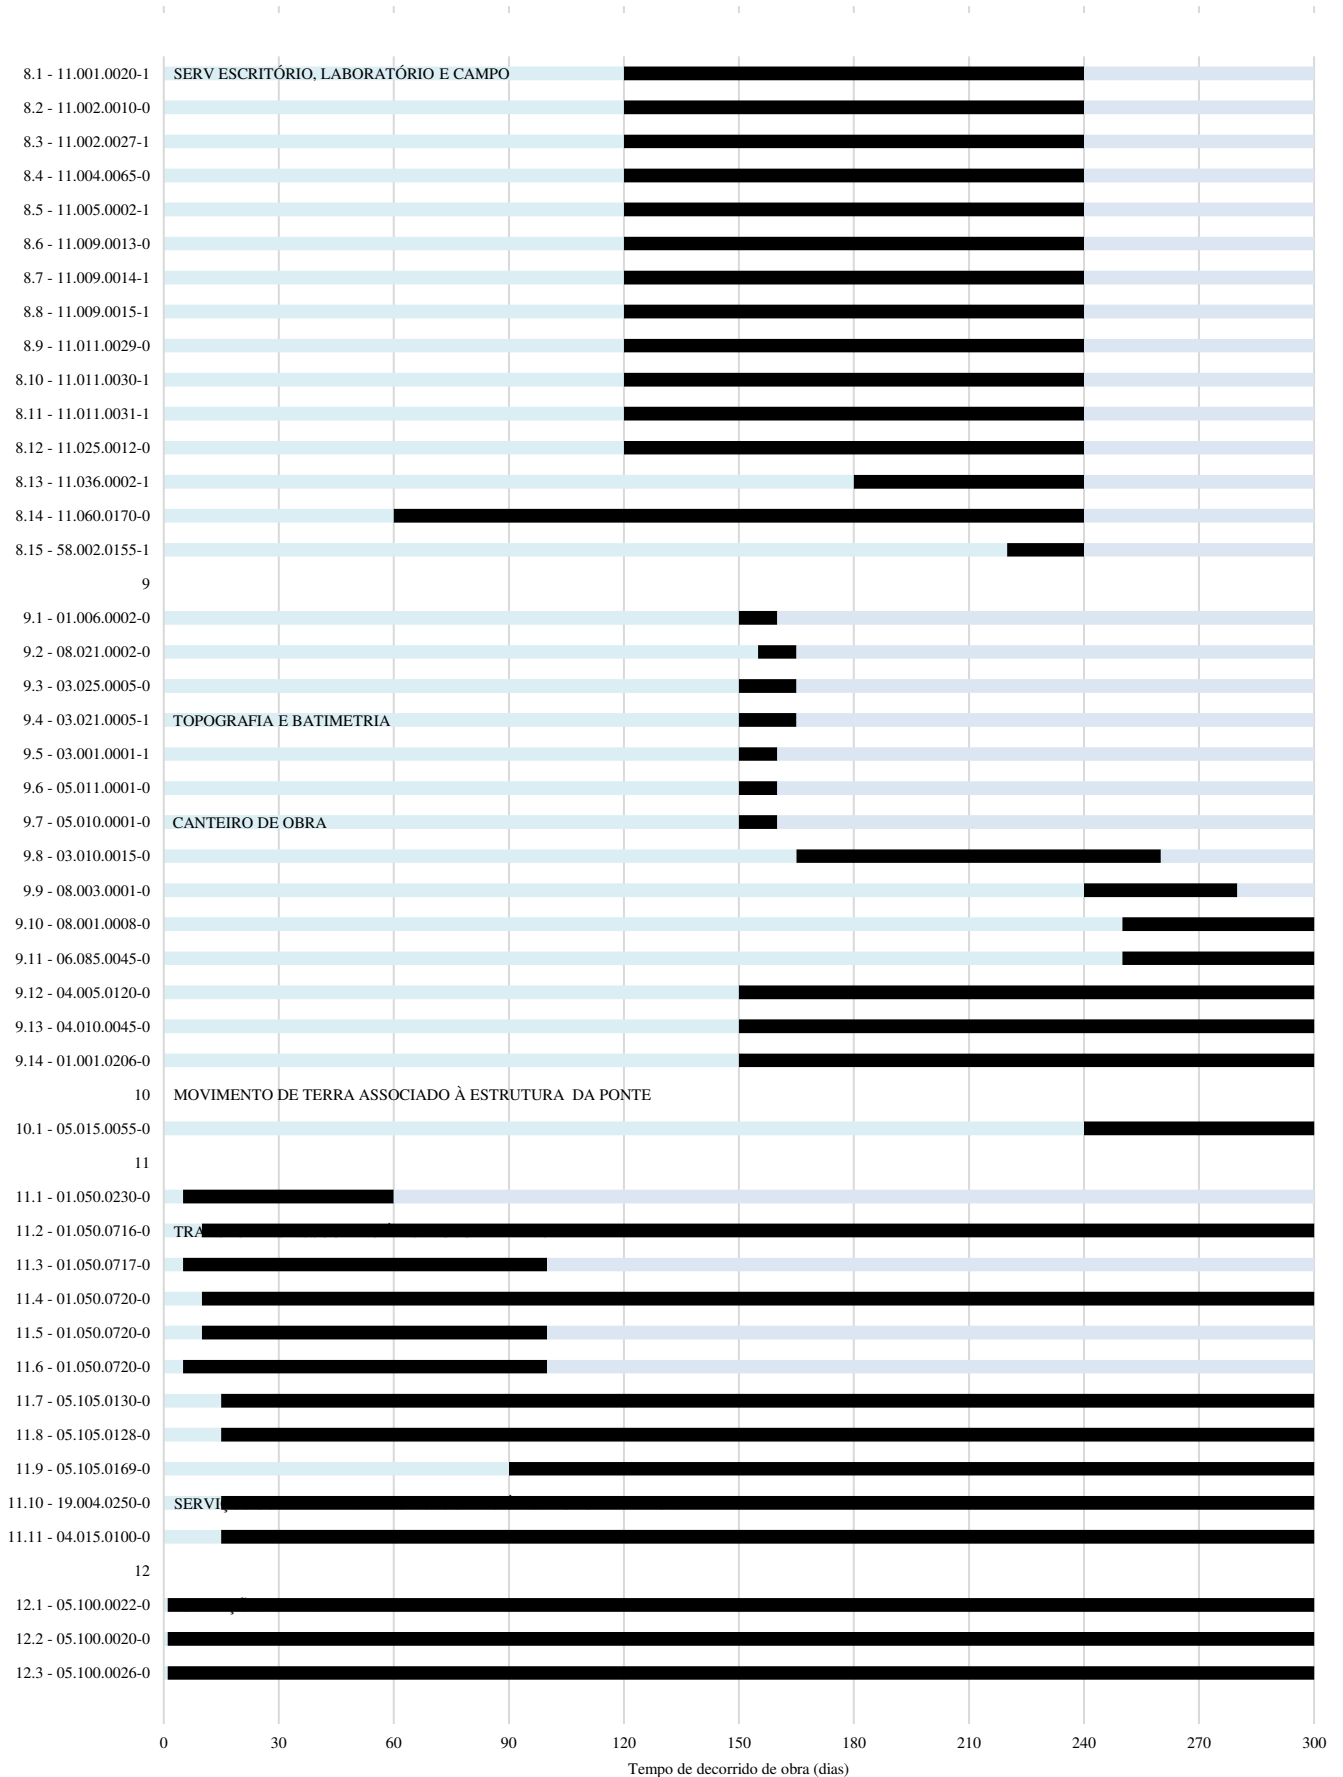 8.1 - 11.001.0020-1 SERV ESCRITÓRIO, LABORATÓRIO E CAMPO
8.2 - 11.002.0010-0
8.3 - 11.002.0027-1
8.4 - 11.004.0065-0
8.5 - 11.005.0002-1
8.6 - 11.009.0013-0
8.7 - 11.009.0014-1
8.8 - 11.009.0015-1
8.9 - 11.011.0029-0
8.10 - 11.011.0030-1
8.11 - 11.011.0031-1
8.12 - 11.025.0012-0
8.13 - 11.036.0002-1
8.14 - 11.060.0170-0
8.15 - 58.002.0155-1
9
9.1 - 01.006.0002-0
9.2 - 08.021.0002-0
9.3 - 03.025.0005-0
9.4 - 03.021.0005-1 TOPOGRAFIA E BATIMETRIA
9.5 - 03.001.0001-1
9.6 - 05.011.0001-0
9.7 - 05.010.0001-0 CANTEIRO DE OBRA
9.8 - 03.010.0015-0
9.9 - 08.003.0001-0
9.10 - 08.001.0008-0
9.11 - 06.085.0045-0
9.12 - 04.005.0120-0
9.13 - 04.010.0045-0
9.14 - 01.001.0206-0
10 MOVIMENTO DE TERRA ASSOCIADO À ESTRUTURA DA PONTE
10.1 - 05.015.0055-0
11
11.1 - 01.050.0230-0
11.2 - 01.050.0716-0 TRA
11.3 - 01.050.0717-0
11.4 - 01.050.0720-0
11.5 - 01.050.0720-0
11.6 - 01.050.0720-0
11.7 - 05.105.0130-0
11.8 - 05.105.0128-0
11.9 - 05.105.0169-0
11.10 - 19.004.0250-0 SERVI
11.11 - 04.015.0100-0
12
12.1 - 05.100.0022-0
12.2 - 05.100.0020-0
12.3 - 05.100.0026-0
0 30 60 90 120 150 180 210 240 270 300
Tempo de decorrido de obra (dias)